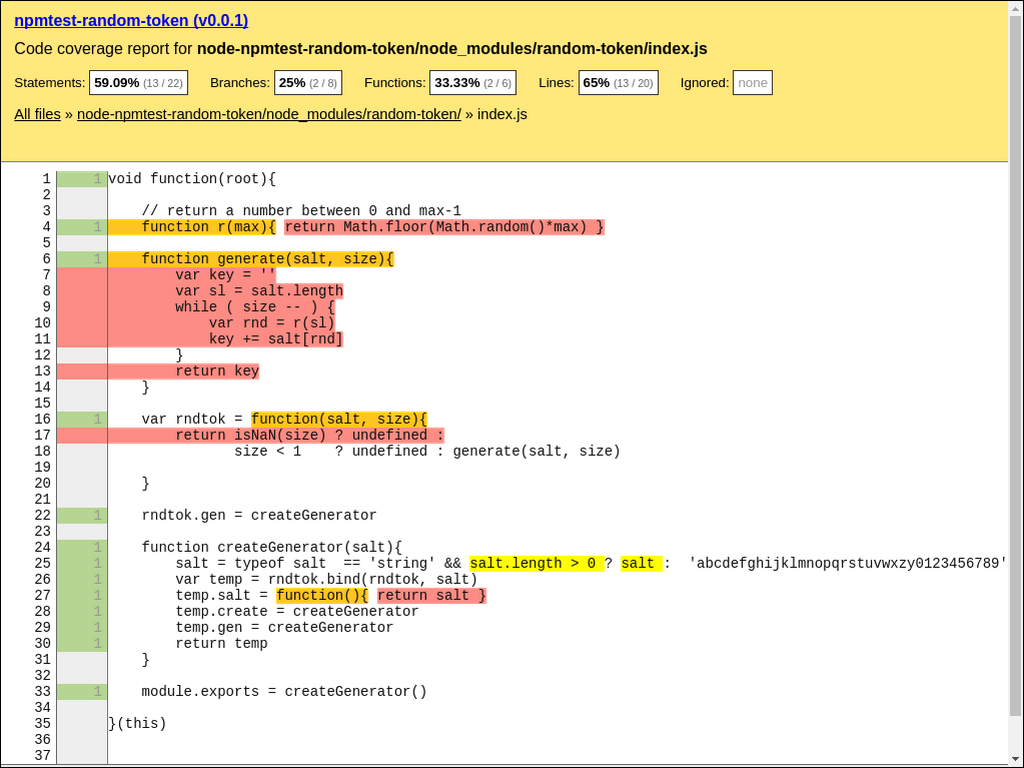 npmtest-random-token (v0.0.1)
Code coverage report for node-npmtest-random-token/node_modules/random-token/index.js
Statements: 59.09% (13 / 22) Branches: 25% (2 / 8) Functions: 33.33% (2 / 6) Lines: 65% (13 / 20) Ignored: none
All files » node-npmtest-random-token/node_modules/random-token/ » index.js
1 1 void function(root){
2
3 // return a number between 0 and max-1
4 1 function r(max){ return Math.floor(Math.random()*max) }
5
6 1 function generate(salt, size){
7 var key = ''
8 var sl = salt.length
9 while ( size -- ) {
10 var rnd = r(sl)
11 key += salt[rnd]
12 }
13 return key
14 }
15
16 1 var rndtok = function(salt, size){
17 return isNaN(size) ? undefined :
18 size < 1 ? undefined : generate(salt, size)
19
20 }
21
22 1 rndtok.gen = createGenerator
23
24 1 function createGenerator(salt){
25 1 salt = typeof salt == 'string' && salt.length > 0 ? salt : 'abcdefghijklmnopqrstuvwxzy0123456789'
26 1 var temp = rndtok.bind(rndtok, salt)
27 1 temp.salt = function(){ return salt }
28 1 temp.create = createGenerator
29 1 temp.gen = createGenerator
30 1 return temp
31 }
32
33 1 module.exports = createGenerator()
34
35 }(this)
36
37